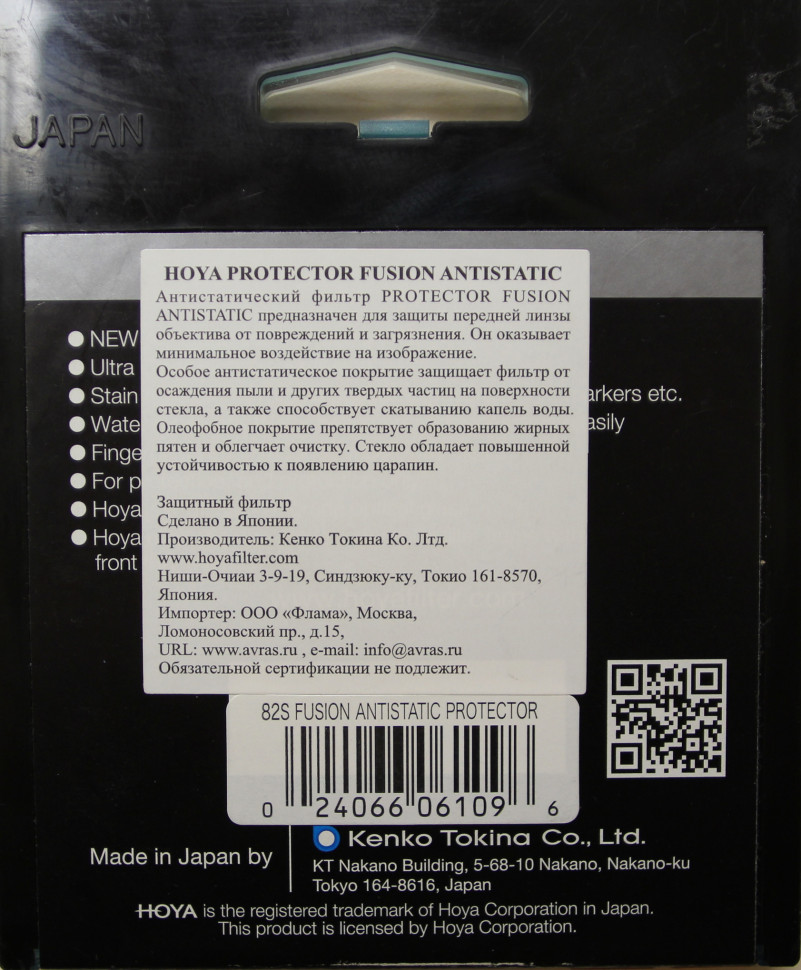 JAPAN
HOYA PROTECTOR FUSION ANTISTATIC
Антистатический фильтр PROTECTOR FUSION
ANTISTATIC предназначен для защиты передней линзы
объектива от повреждений и загрязнения. Он оказывает
минимальное воздействие на изображение.
Особое антистатическое покрытие защищает фильтр от
осаждения пыли и других твердых частиц на поверхности
стекла, а также способствует скатыванию капель воды.
Олеофобное покрытие препятствует образованию жирных
пятен и облегчает очистку. Стекло обладает повышенной
устойчивостью к появлению царапин.
Защитный фильтр
Сделано в Японии.
Производитель: Кенко Токина Ко. Лтд.
www.hoyafilter.com
Ниши-Очиаи 3-9-19, Синдзюку-ку, Токио 161-8570,
Япония.
Импортер: ООО «Флама», Москва,
Ломоносовский пр., д.15,
URL: www.avras.ru , e-mail: info@avras.ru
Обязательной сертификации не подлежит.
NEW
Ultra
Stain
arkers etc.
Wate
asily
Finge
For p
Hoya
Hoya
front
82S FUSION ANTISTATIC PROTECTOR
0 24066 06109 6
Made in Japan by
Kenko Tokina Co., Ltd.
KT Nakano Building, 5-68-10 Nakano, Nakano-ku
Tokyo 164-8616, Japan
HOYA is the registered trademark of Hoya Corporation in Japan.
This product is licensed by Hoya Corporation.